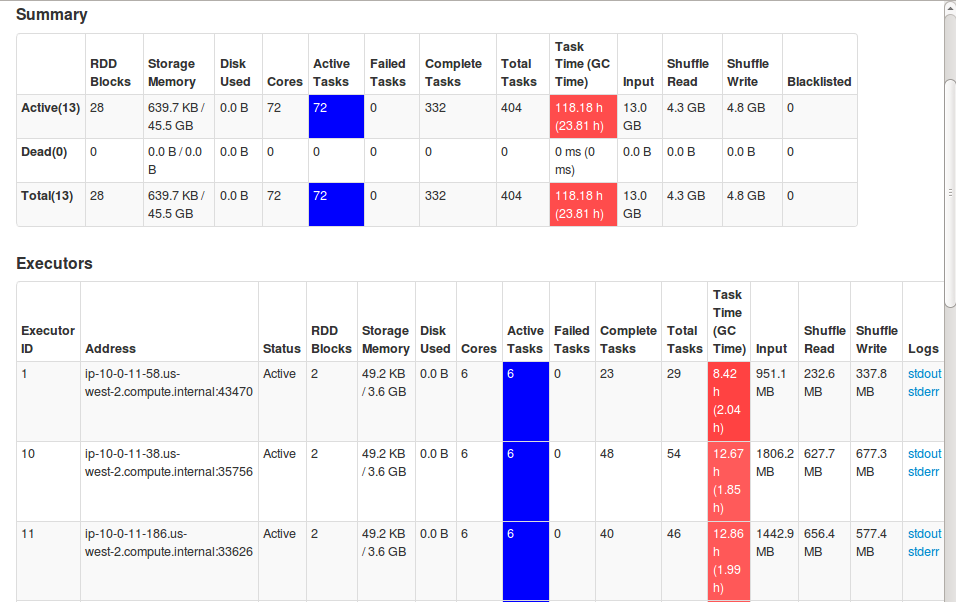 Summary
RDD Blocks Storage Memory Disk Used Cores Active Tasks Failed Tasks Complete Tasks Total Tasks Task Time (GC Time) Input Shuffle Read Shuffle Write Blacklisted
Active(13) 28 639.7 KB / 45.5 GB 0.0 B 72 72 0 332 404 118.18 h (23.81 h) 13.0 GB 4.3 GB 4.8 GB 0
Dead(0) 0 0.0 B / 0.0 B 0.0 B 0 0 0 0 0 0 ms (0 ms) 0.0 B 0.0 B 0.0 B 0
Total(13) 28 639.7 KB / 45.5 GB 0.0 B 72 72 0 332 404 118.18 h (23.81 h) 13.0 GB 4.3 GB 4.8 GB 0
Executors
Executor ID Address Status RDD Blocks Storage Memory Disk Used Cores Active Tasks Failed Tasks Complete Tasks Total Tasks Task Time (GC Time) Input Shuffle Read Shuffle Write Logs
1 ip-10-0-11-58.us-west-2.compute.internal:43470 Active 2 49.2 KB / 3.6 GB 0.0 B 6 6 0 23 29 8.42 h (2.04 h) 951.1 MB 232.6 MB 337.8 MB stdout stderr
10 ip-10-0-11-38.us-west-2.compute.internal:35756 Active 2 49.2 KB / 3.6 GB 0.0 B 6 6 0 48 54 12.67 h (1.85 h) 1806.2 MB 627.7 MB 677.3 MB stdout stderr
11 ip-10-0-11-186.us-west-2.compute.internal:33626 Active 2 49.2 KB / 3.6 GB 0.0 B 6 6 0 40 46 12.86 h (1.99 h) 1442.9 MB 656.4 MB 577.4 MB stdout stderr